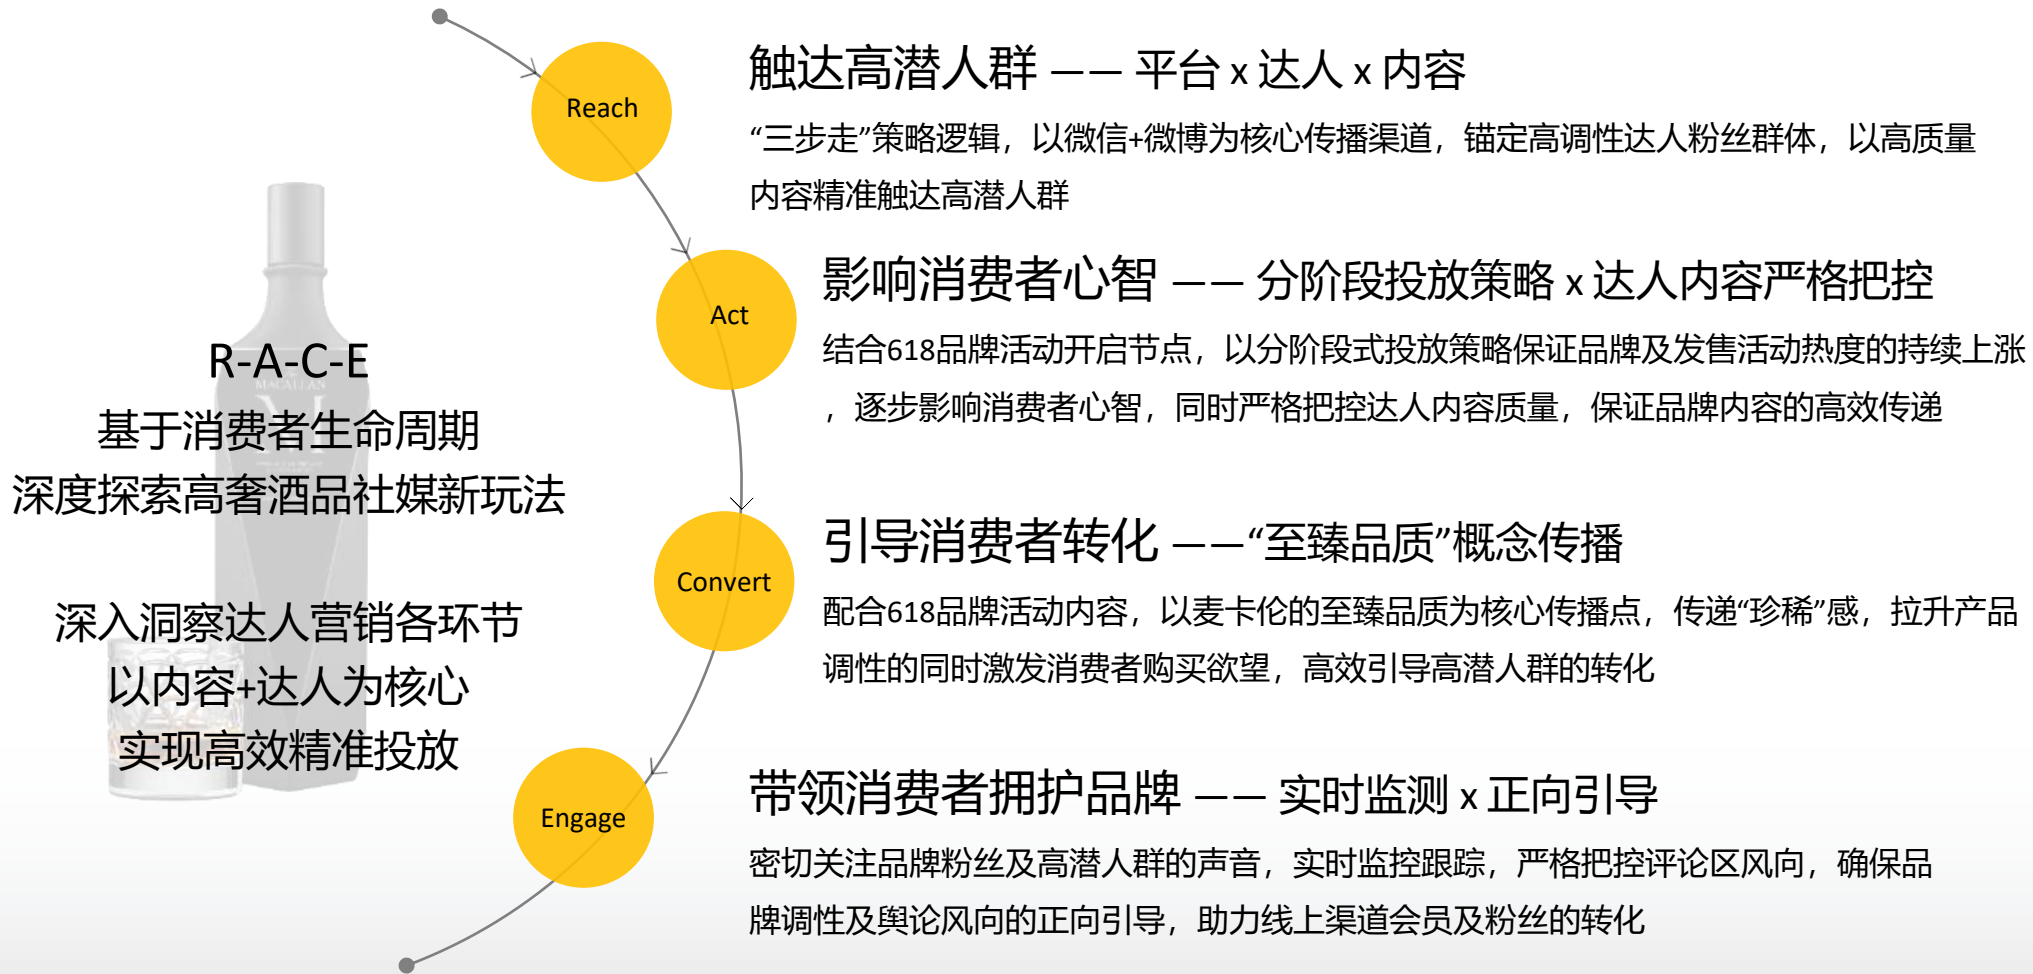 R-A-C-E
MACALLAN
M
基于消费者生命周期
深度探索高奢酒品社媒新玩法
深入洞察达人营销各环节
以内容+达人为核心
实现高效精准投放
Reach
触达高潜人群 —— 平台 x 达人 x 内容
“三步走”策略逻辑，以微信+微博为核心传播渠道，锚定高调性达人粉丝群体，以高质量
内容精准触达高潜人群
Act
影响消费者心智 —— 分阶段投放策略 x 达人内容严格把控
结合618品牌活动开启节点，以分阶段式投放策略保证品牌及发售活动热度的持续上涨
，逐步影响消费者心智，同时严格把控达人内容质量，保证品牌内容的高效传递
Convert
引导消费者转化 ——“至臻品质”概念传播
配合618品牌活动内容，以麦卡伦的至臻品质为核心传播点，传递“珍稀”感，拉升产品
调性的同时激发消费者购买欲望，高效引导高潜人群的转化
Engage
带领消费者拥护品牌 —— 实时监测 x 正向引导
密切关注品牌粉丝及高潜人群的声音，实时监控跟踪，严格把控评论区风向，确保品
牌调性及舆论风向的正向引导，助力线上渠道会员及粉丝的转化